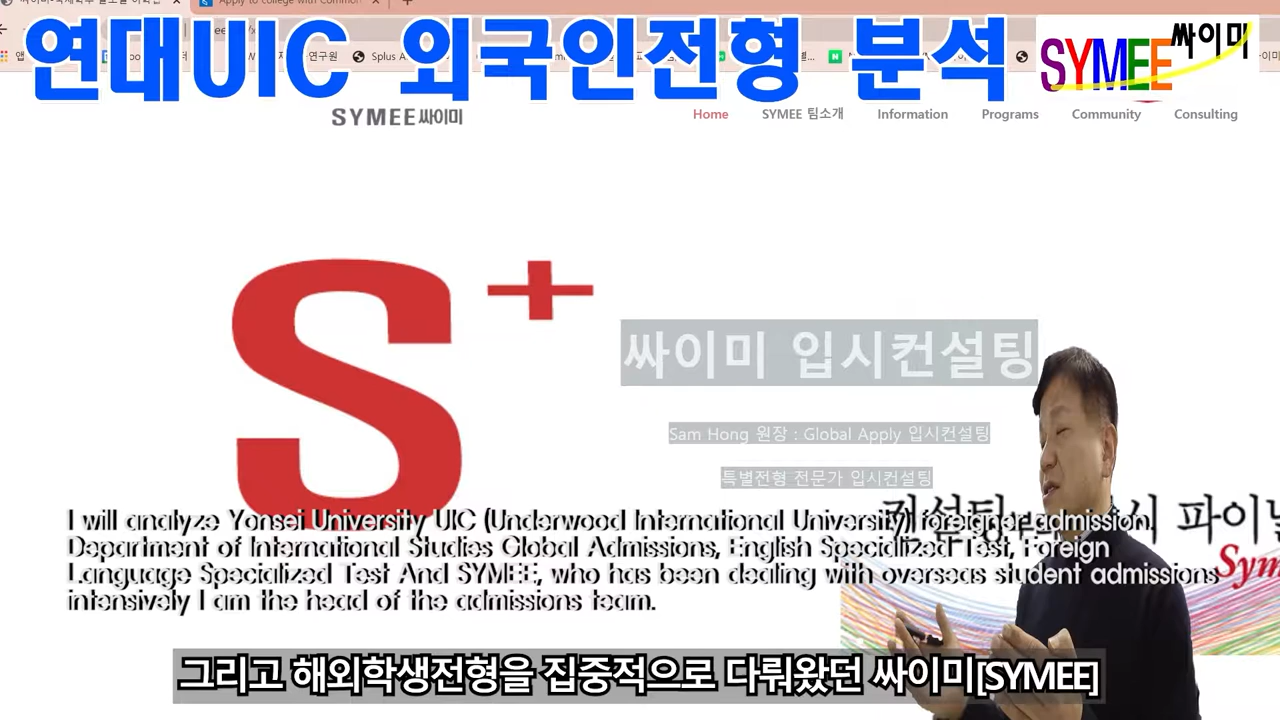 Apply to college with Common
연대UIC 외국인전형 분석
SYMEE싸이미
Splus A
SYMEE싸이미
Home
SYMEE 팀소개
Information
Programs
Community
Consulting
S+
싸이미 입시컨설팅
Sam Hong 원장 : Global Apply 입시컨설팅
특별전형 전문가 입시컨설팅
I will analyze Yonsei University UIC (Underwood International University) foreigner admission,
Department of International Studies Global Admissions, English Specialized Test, Foreign
Language Specialized Test And SYMEE, who has been dealing with overseas student admissions
intensively I am the head of the admissions team.
그리고 해외학생전형을 집중적으로 다뤄왔던 싸이미[SYMEE]